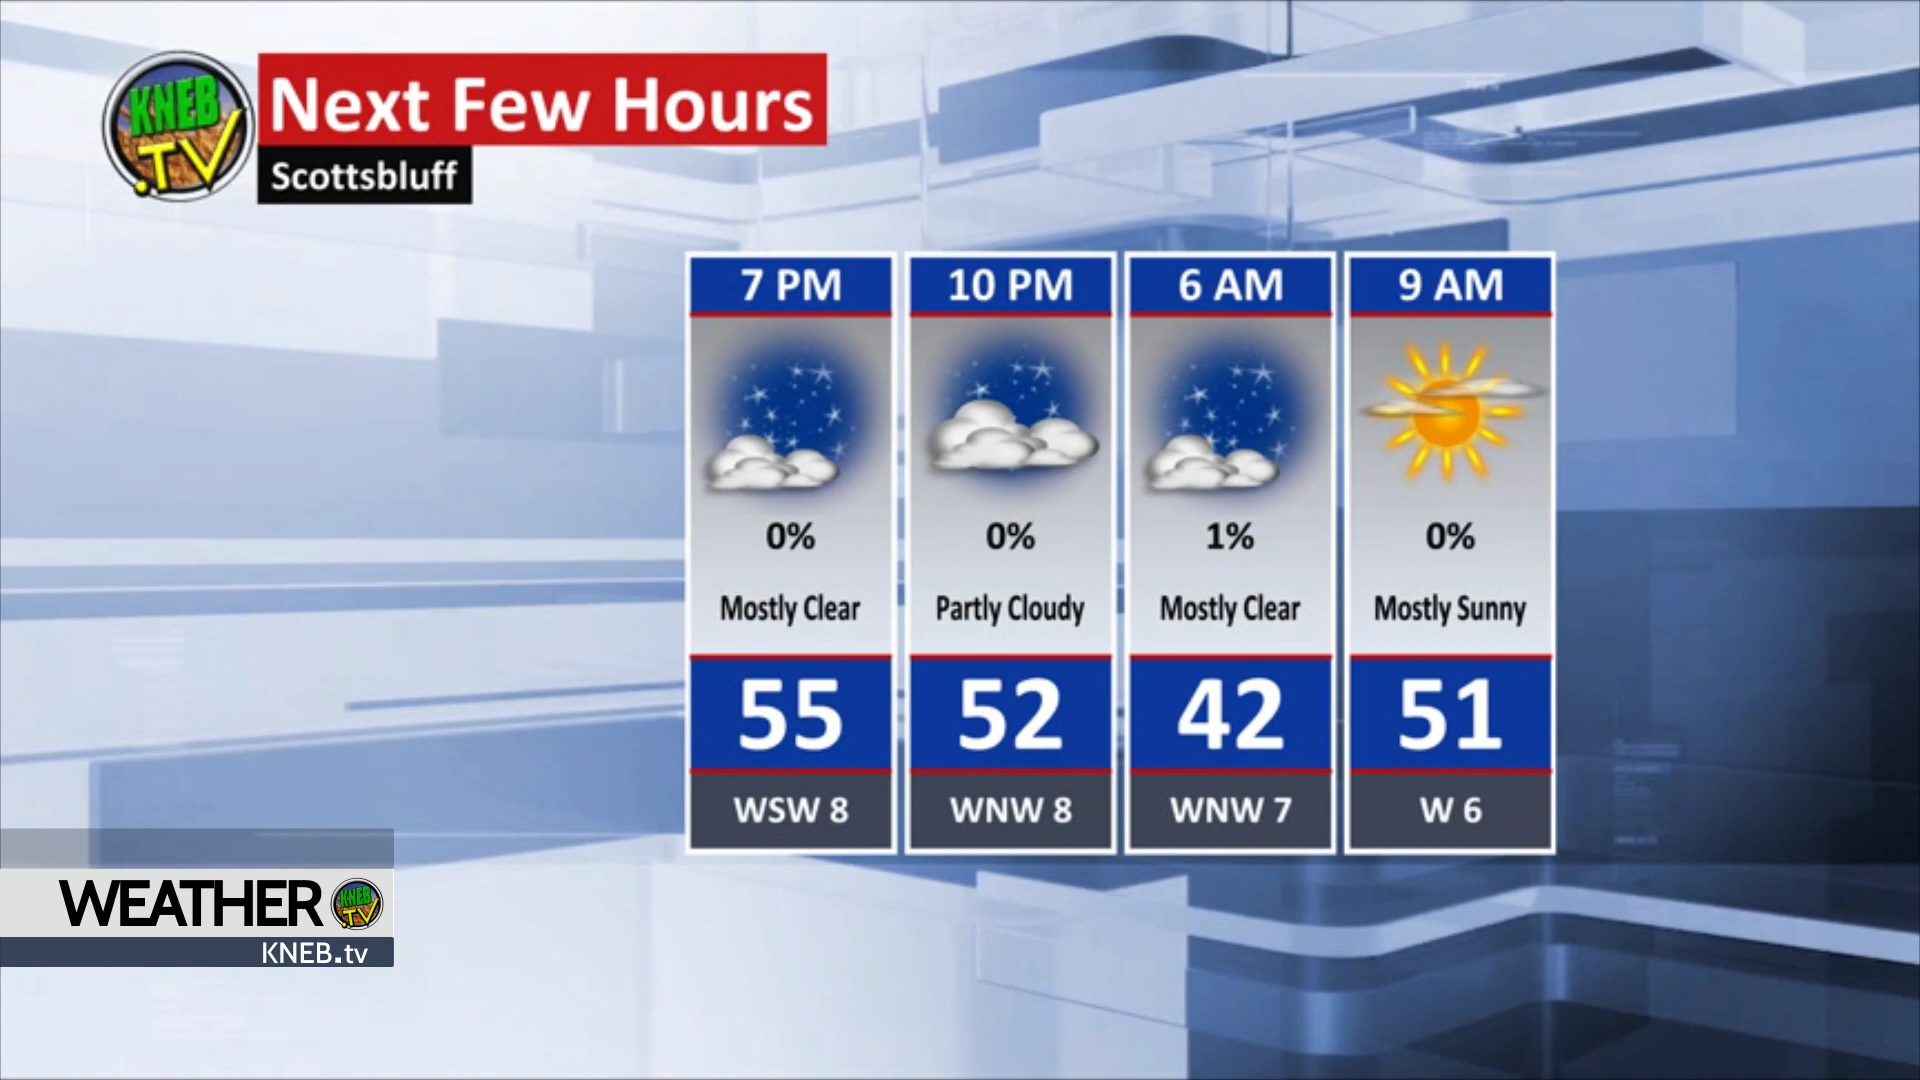 KNEB
.TV
Next Few Hours
Scottsbluff
7 PM
0%
Mostly Clear
55
WSW 8
10 PM
0%
Partly Cloudy
52
WNW 8
6 AM
1%
Mostly Clear
42
WNW 7
9 AM
0%
Mostly Sunny
51
W 6
WEATHER
KNEB
.TV
KNEB.tv